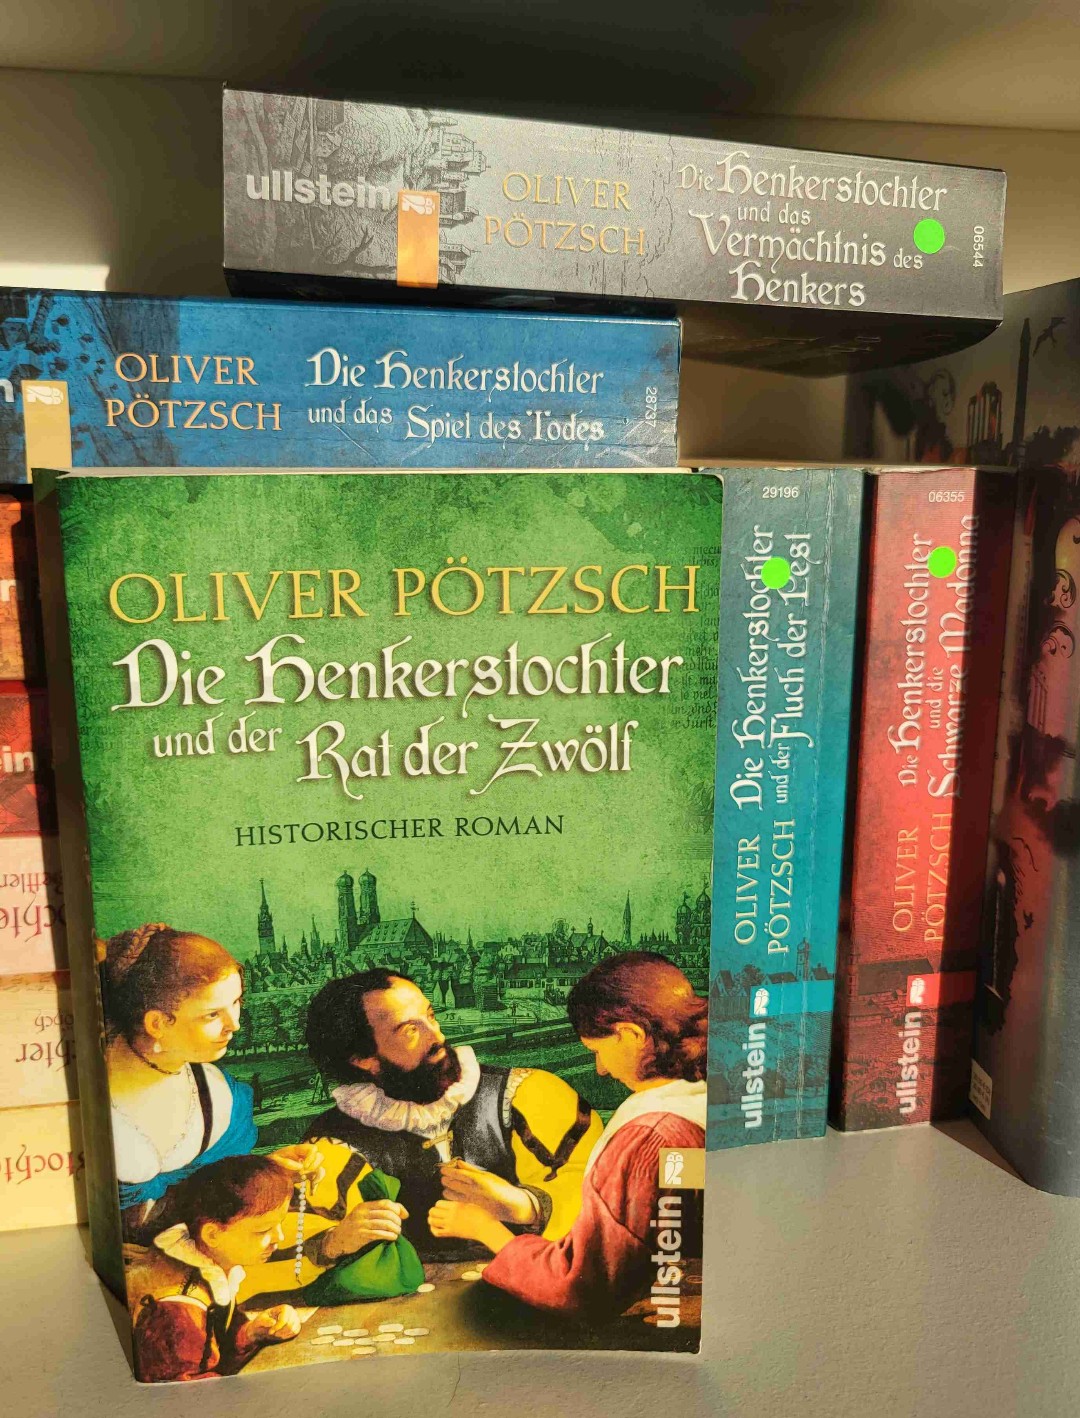 ullstein
OLIVER
PÖTZSCH
Die Henkerstochter
und das
Vermächtnis des
Henkers
06544
OLIVER
PÖTZSCH
Die Henkerstochter
und das Spiel des Todes
28737
OLIVER PÖTZSCH
Die Henkerstochter
und der Rat der Zwölf
HISTORISCHER ROMAN
ullstein
29196
OLIVER
PÖTZSCH
Die Henkerstochter
und der Fluch der Pest
ullstein
06355
OLIVER
PÖTZSCH
Die Henkerstochter
und die
Schwarze Madonna
ullstein